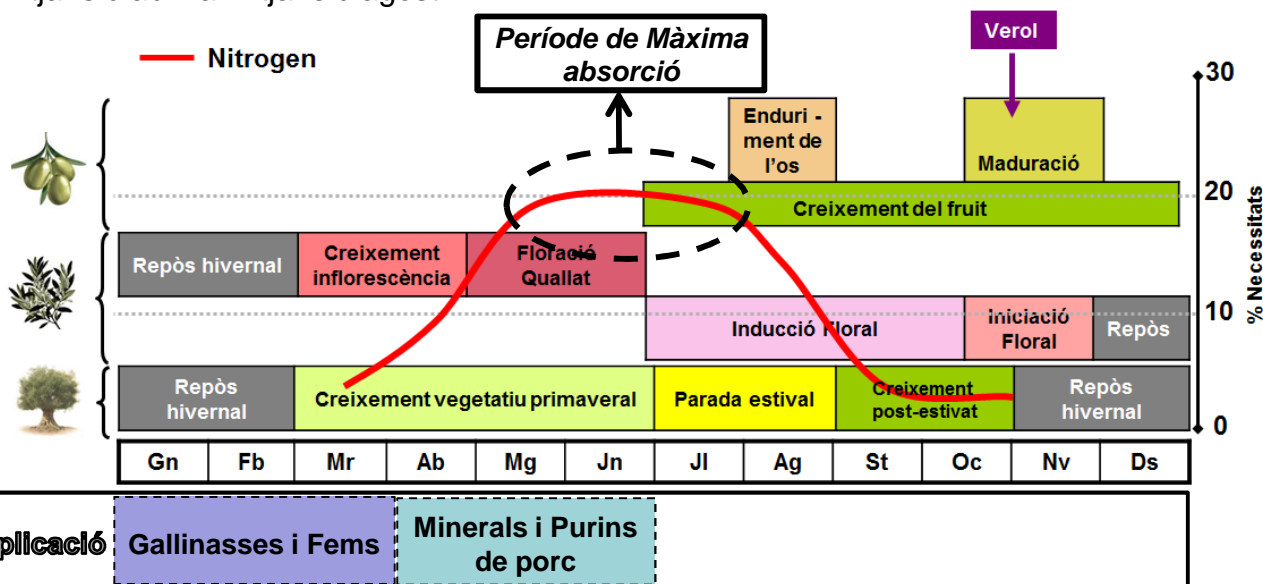 Període de Màxima
absorció
Verol
Nitrogen
30
Enduri -
ment de
l'os
Maduració
20
Creixement del fruit
Repòs hivernal
Creixement
inflorescència
Floració
Quallat
% Necessitats
10
Inducció Floral
Iniciació
Floral
Repòs
Repòs
hivernal
Creixement vegetatiu primaveral
Parada estival
Creixement
post-estivat
Repòs
hivernal
0
Gn Fb Mr Ab Mg Jn Jl Ag St Oc Nv Ds
plicació
Gallinasses i Fems
Minerals i Purins
de porc